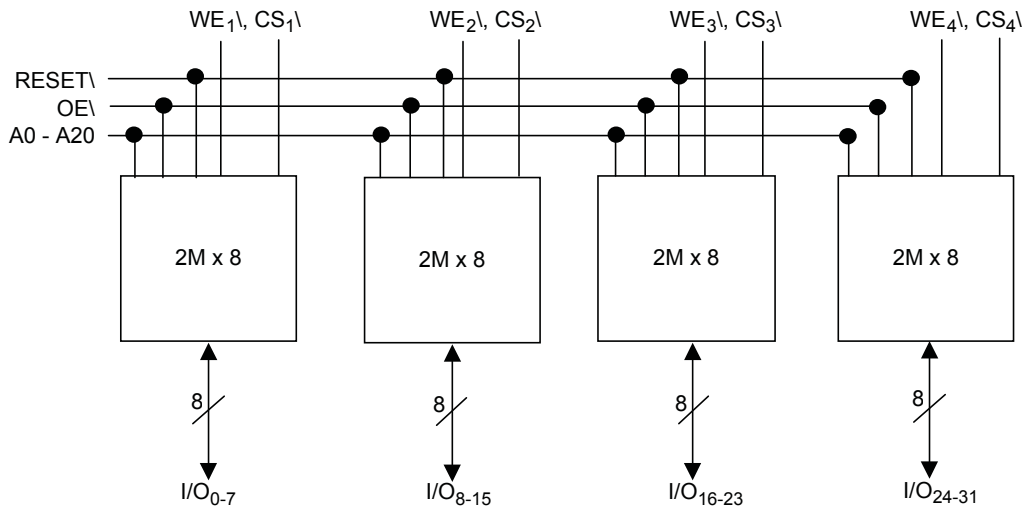 WE₁\, CS₁\ WE₂\, CS₂\ WE₃\, CS₃\ WE₄\, CS₄\
RESET\
OE\
A0 - A20
2M x 8 2M x 8 2M x 8 2M x 8
8 8 8 8
I/O₀₋₇ I/O₈₋₁₅ I/O₁₆₋₂₃ I/O₂₄₋₃₁